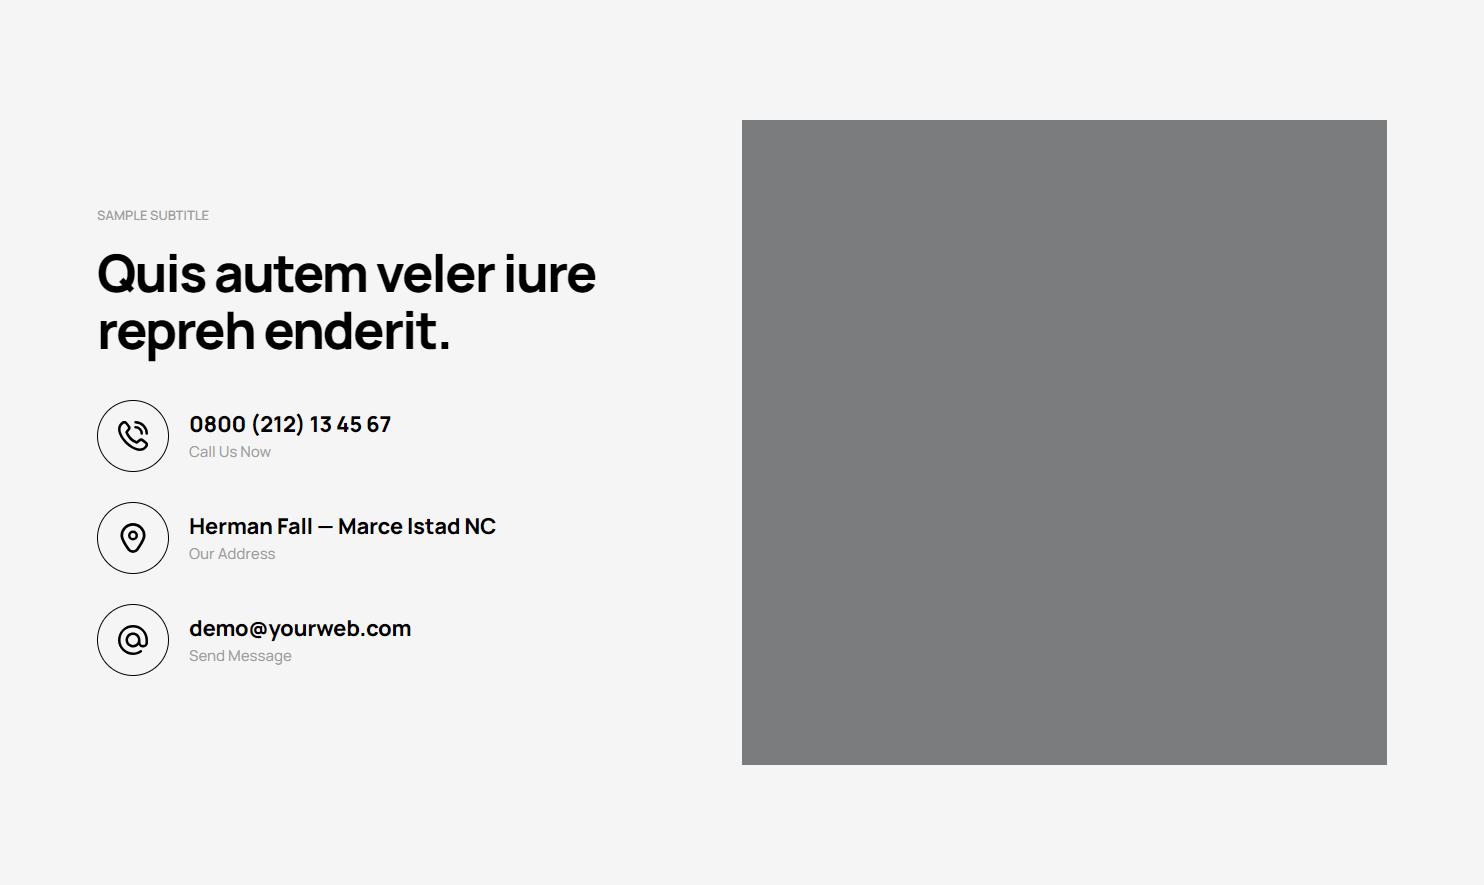 SAMPLE SUBTITLE
Quis autem veler iure
repreh enderit.
0800 (212) 13 45 67
Call Us Now
Herman Fall — Marce Istad NC
Our Address
demo@yourweb.com
Send Message